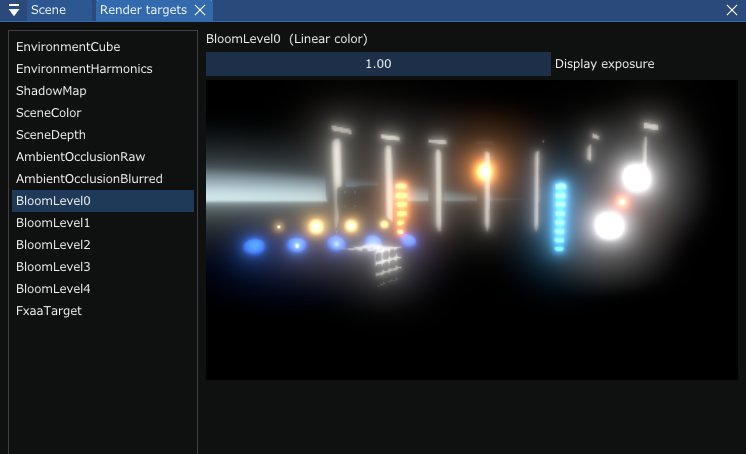 Scene
Render targets
EnvironmentCube
EnvironmentHarmonics
ShadowMap
SceneColor
SceneDepth
AmbientOcclusionRaw
AmbientOcclusionBlurred
BloomLevel0
BloomLevel1
BloomLevel2
BloomLevel3
BloomLevel4
FxaaTarget
BloomLevel0 (Linear color)
1.00 Display exposure